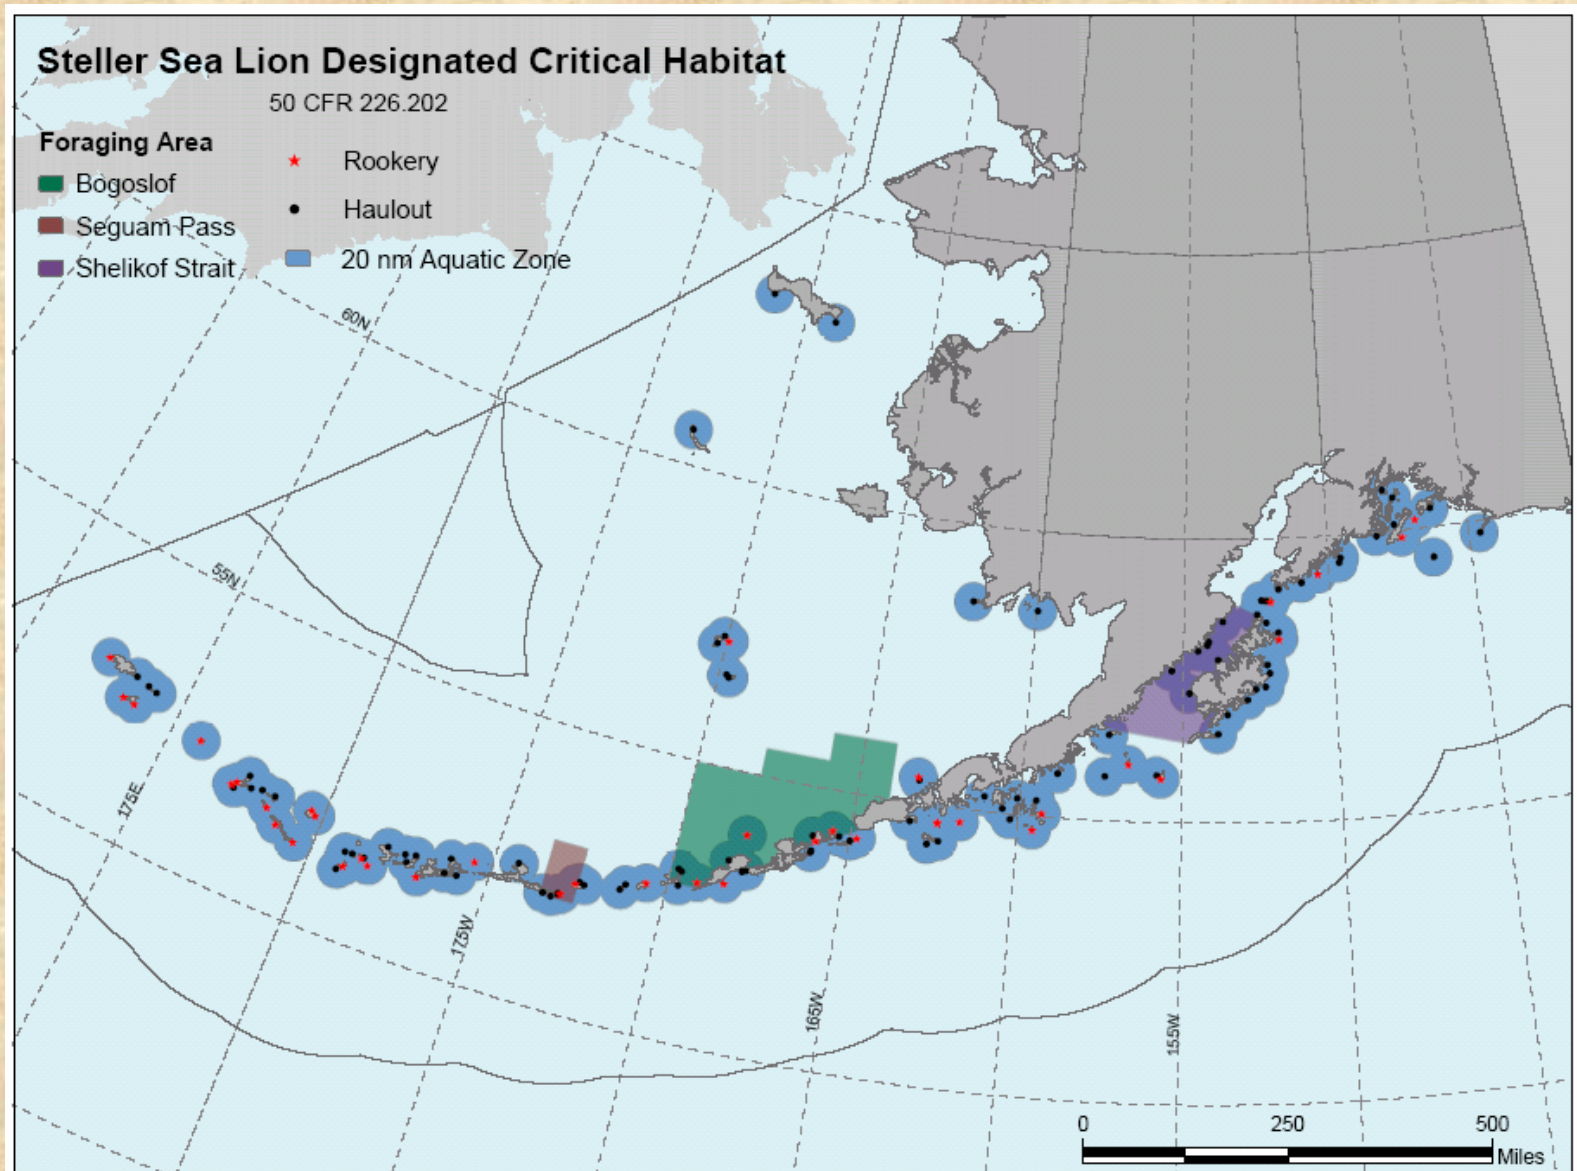 Steller Sea Lion Designated Critical Habitat
50 CFR 226.202
Foraging Area
Bogoslof
Seguam Pass
Shelikof Strait
Rookery
Haulout
20 nm Aquatic Zone
60N
55N
175E
175W
165W
155W
0 250 500
Miles